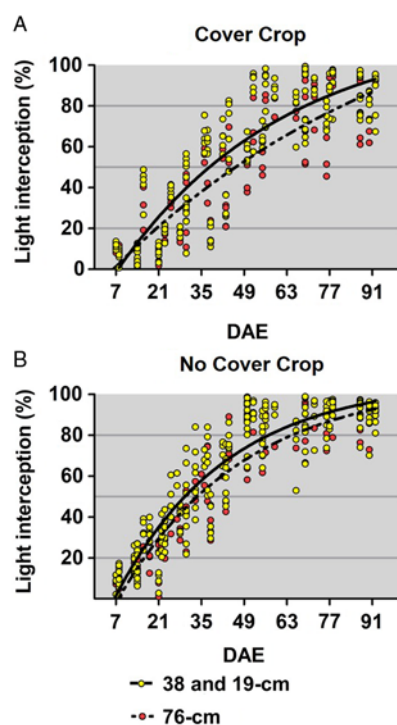 A
Cover Crop
Light interception (%)
100
80
60
40
20
0
7 21 35 49 63 77 91
DAE
B
No Cover Crop
Light interception (%)
100
80
60
40
20
7 21 35 49 63 77 91
DAE
38 and 19-cm
76-cm